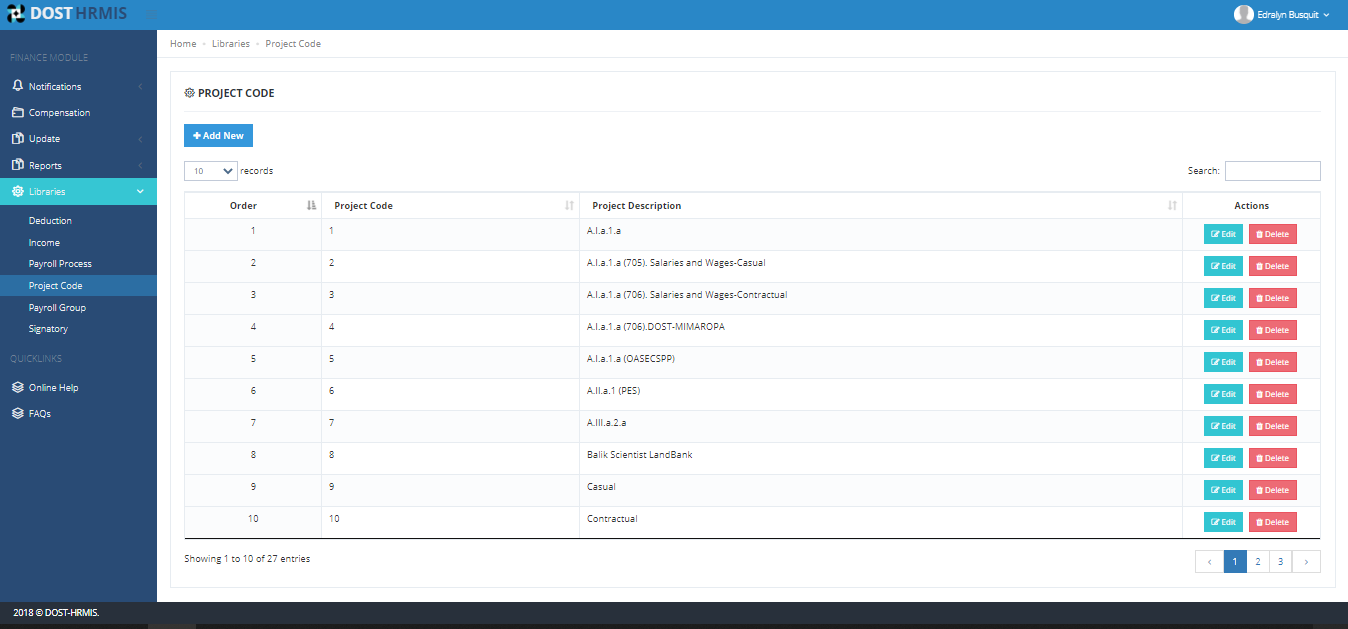 DOST HRMIS
Edralyn Busquit
Home Libraries Project Code
FINANCE MODULE
Notifications
Compensation
Update
Reports
Libraries
Deduction
Income
Payroll Process
Project Code
Payroll Group
Signatory
QUICKLINKS
Online Help
FAQs
PROJECT CODE
Add New
10 records
Search:
Order Project Code Project Description Actions
1 1 A.I.a.1.a Edit Delete
2 2 A.I.a.1.a (705). Salaries and Wages-Casual Edit Delete
3 3 A.I.a.1.a (706). Salaries and Wages-Contractual Edit Delete
4 4 A.I.a.1.a (706).DOST-MIMAROPA Edit Delete
5 5 A.I.a.1.a (OASECSPP) Edit Delete
6 6 A.II.a.1 (PES) Edit Delete
7 7 A.III.a.2.a Edit Delete
8 8 Balik Scientist LandBank Edit Delete
9 9 Casual Edit Delete
10 10 Contractual Edit Delete
Showing 1 to 10 of 27 entries
‹ 1 2 3 ›
2018 © DOST-HRMIS.